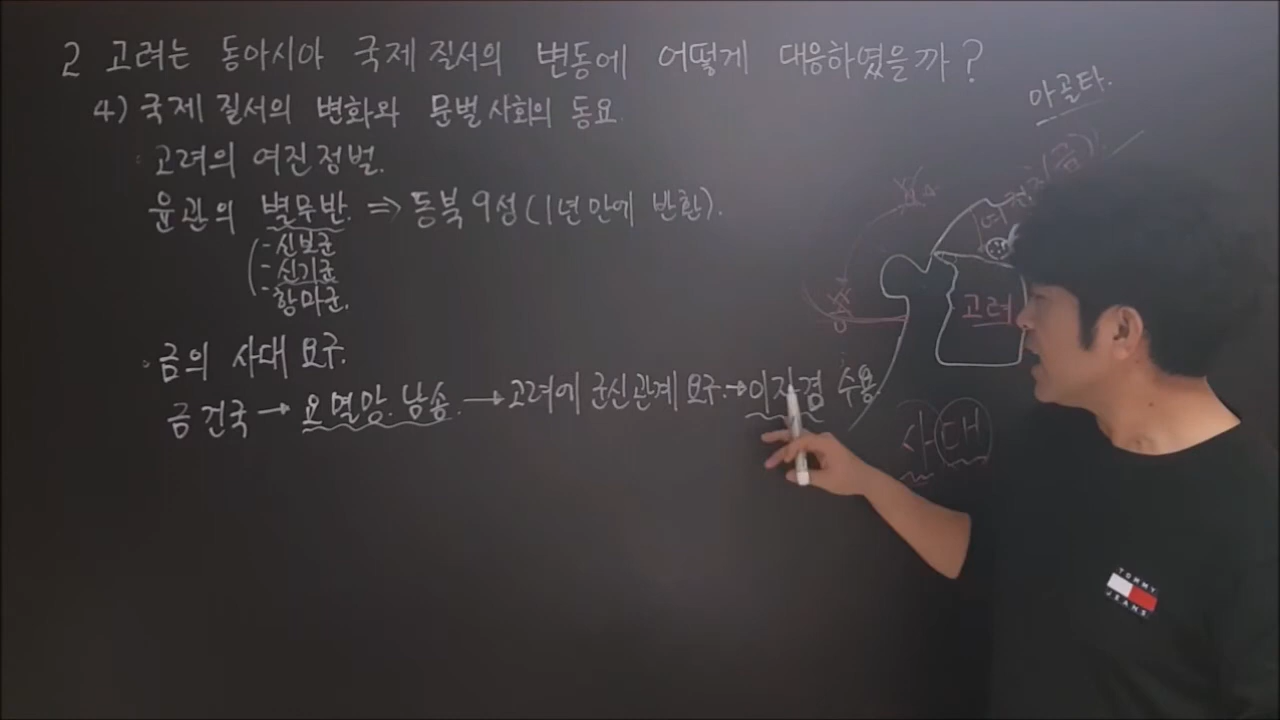 2 고려는 동아시아 국제 질서의 변동에 어떻게 대응하였을까?
4) 국제 질서의 변화와 문벌 사회의 동요.
· 고려의 여진 정벌.
윤관의 별무반. ⇒ 동북 9성 (1년 만에 반환).
- 신보군
- 신기군
- 항마군.
· 금의 사대 요구.
금 건국 → 요 멸망. 남송. → 고려에 군신 관계 요구. → 이자겸 수용.
아골타.
(금)
고려
사대
TOMMY
JEANS